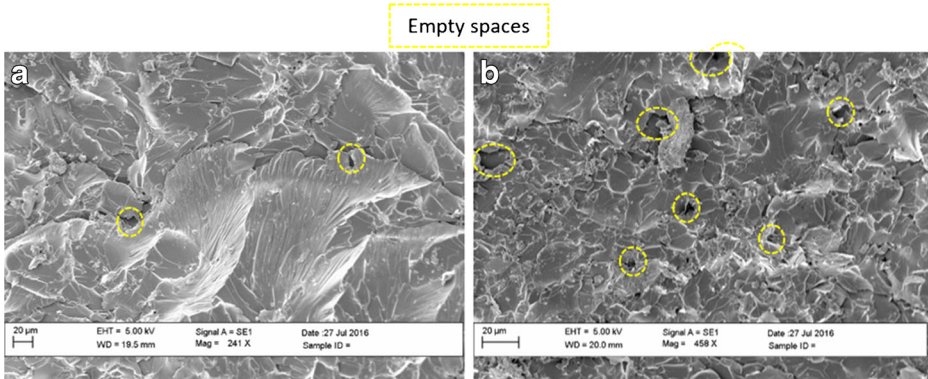 Empty spaces
a
b
20 µm
EHT = 5.00 kV
Signal A = SE1
Date :27 Jul 2016
WD = 19.5 mm
Mag = 241 X
Sample ID =
20 µm
EHT = 5.00 kV
Signal A = SE1
Date :27 Jul 2016
WD = 20.0 mm
Mag = 458 X
Sample ID =